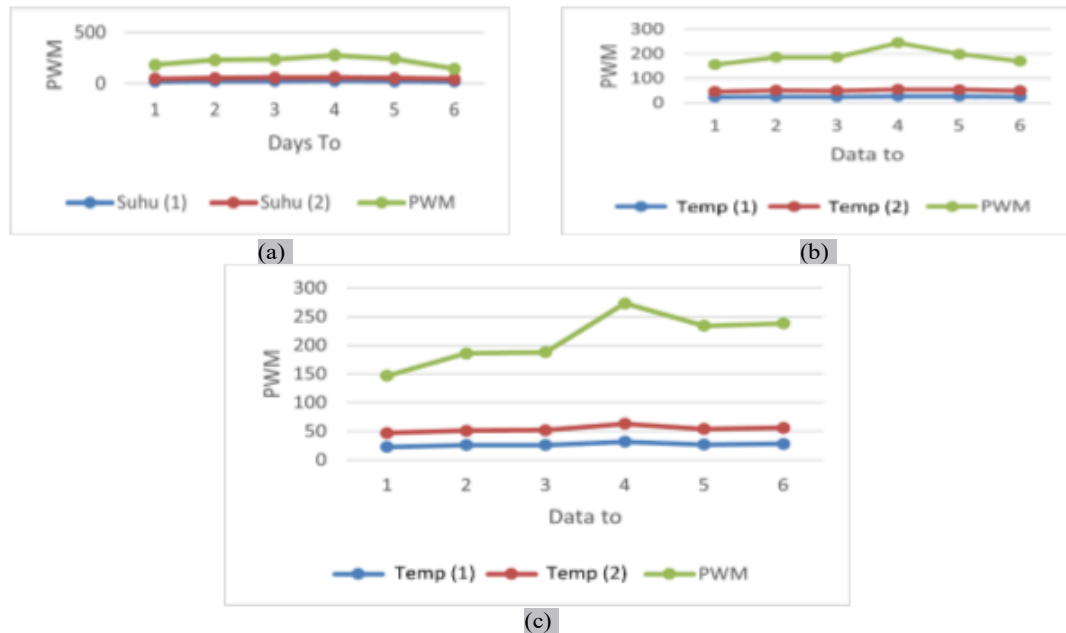 500
PWM
0
1 2 3 4 5 6
Days To
Suhu (1) Suhu (2) PWM
(a)
300
200
PWM
100
0
1 2 3 4 5 6
Data to
Temp (1) Temp (2) PWM
(b)
300
250
200
PWM
150
100
50
0
1 2 3 4 5 6
Data to
Temp (1) Temp (2) PWM
(c)